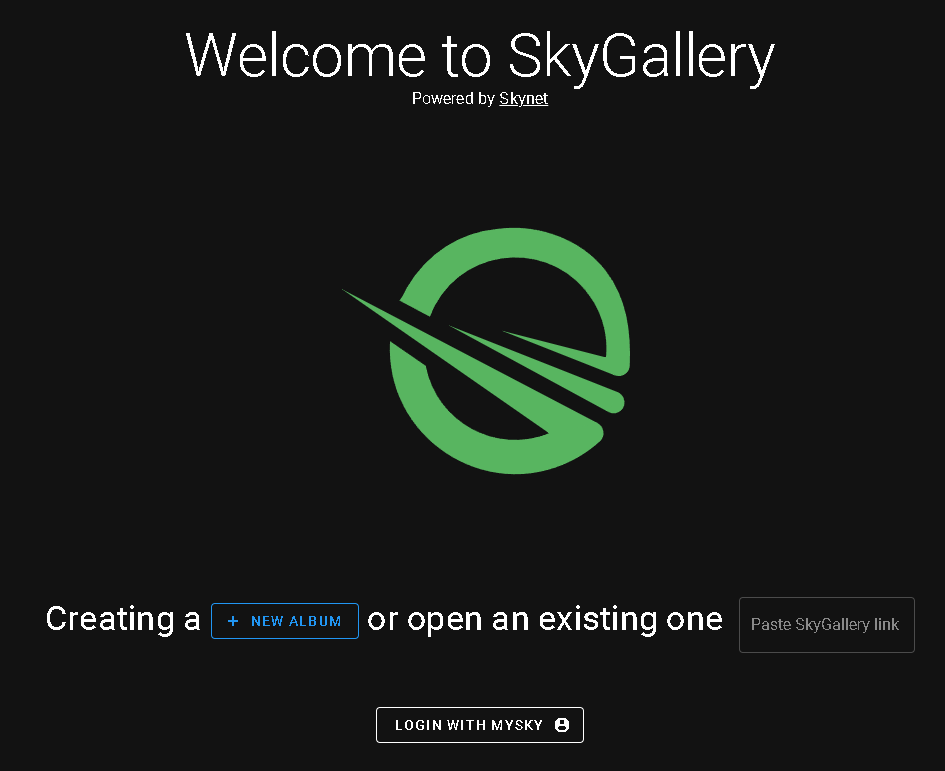 Welcome to SkyGallery
Powered by Skynet
Creating a + NEW ALBUM or open an existing one Paste SkyGallery link
LOGIN WITH MYSKY